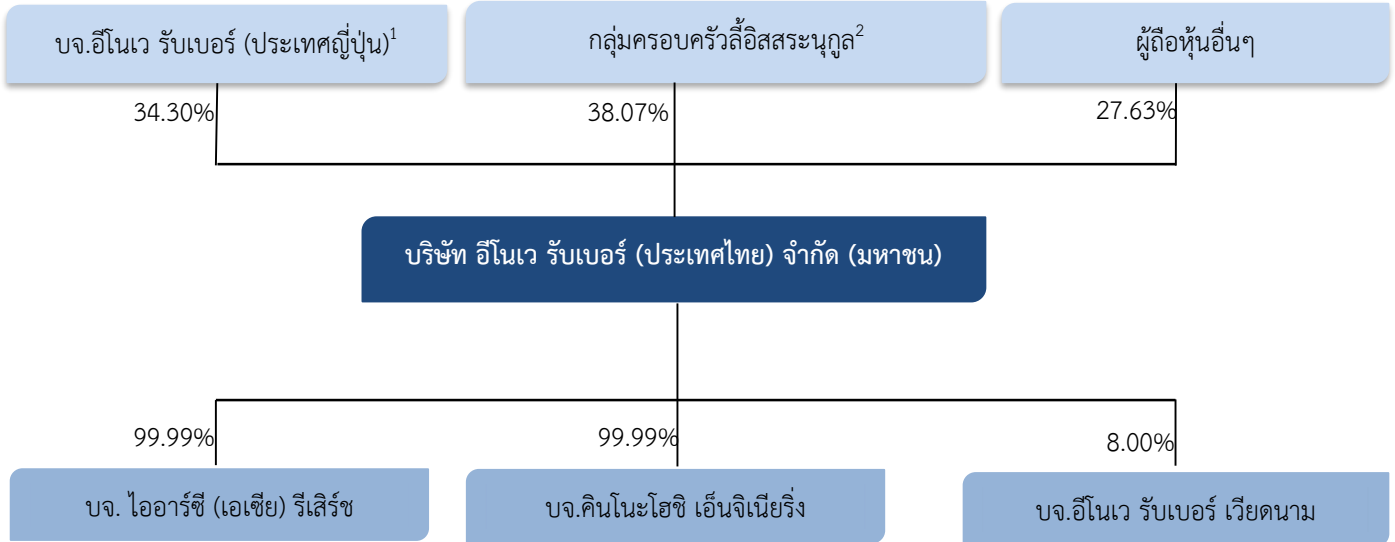 บจ.อีโนเว รับเบอร์ (ประเทศญี่ปุ่น)¹
กลุ่มครอบครัวลี้อิสสระนุกูล²
ผู้ถือหุ้นอื่นๆ
34.30%
38.07%
27.63%
บริษัท อีโนเว รับเบอร์ (ประเทศไทย) จำกัด (มหาชน)
99.99%
99.99%
8.00%
บจ. ไออาร์ซี (เอเซีย) รีเสิร์ช
บจ.คินโนะโฮชิ เอ็นจิเนียริ่ง
บจ.อีโนเว รับเบอร์ เวียดนาม